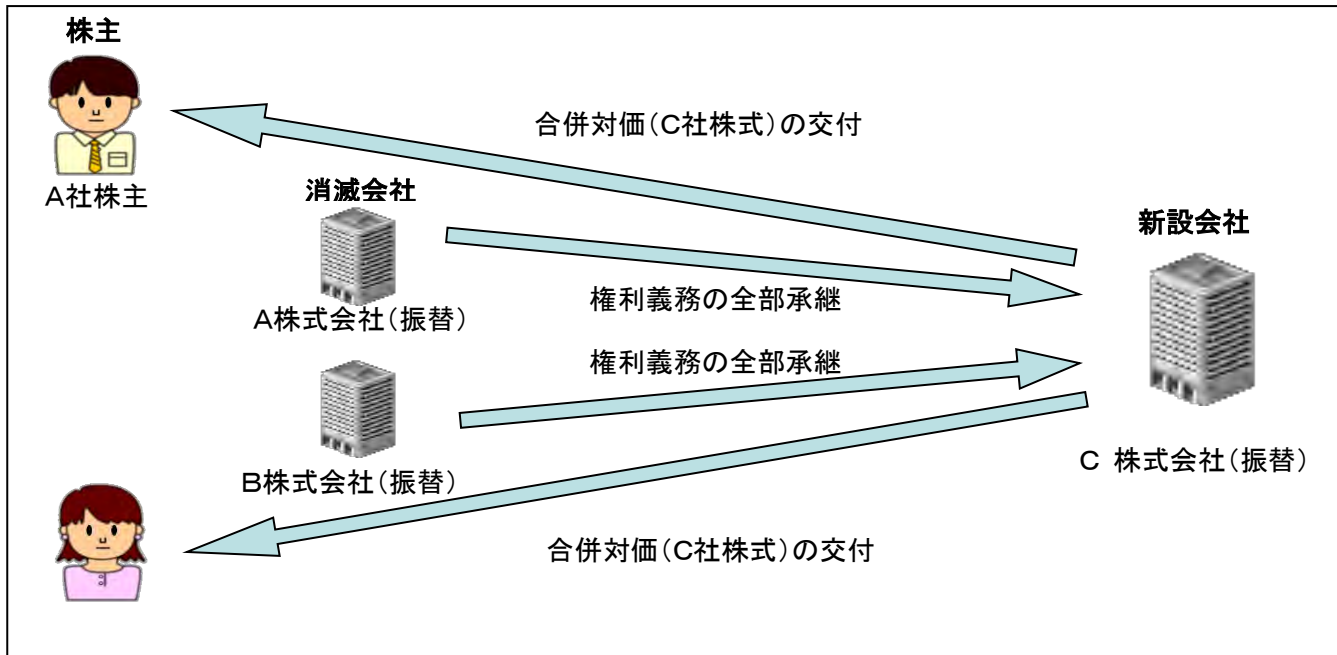 株主
合併対価(C社株式)の交付
A社株主
消滅会社
新設会社
権利義務の全部承継
A株式会社(振替)
権利義務の全部承継
B株式会社(振替)
C 株式会社(振替)
合併対価(C社株式)の交付